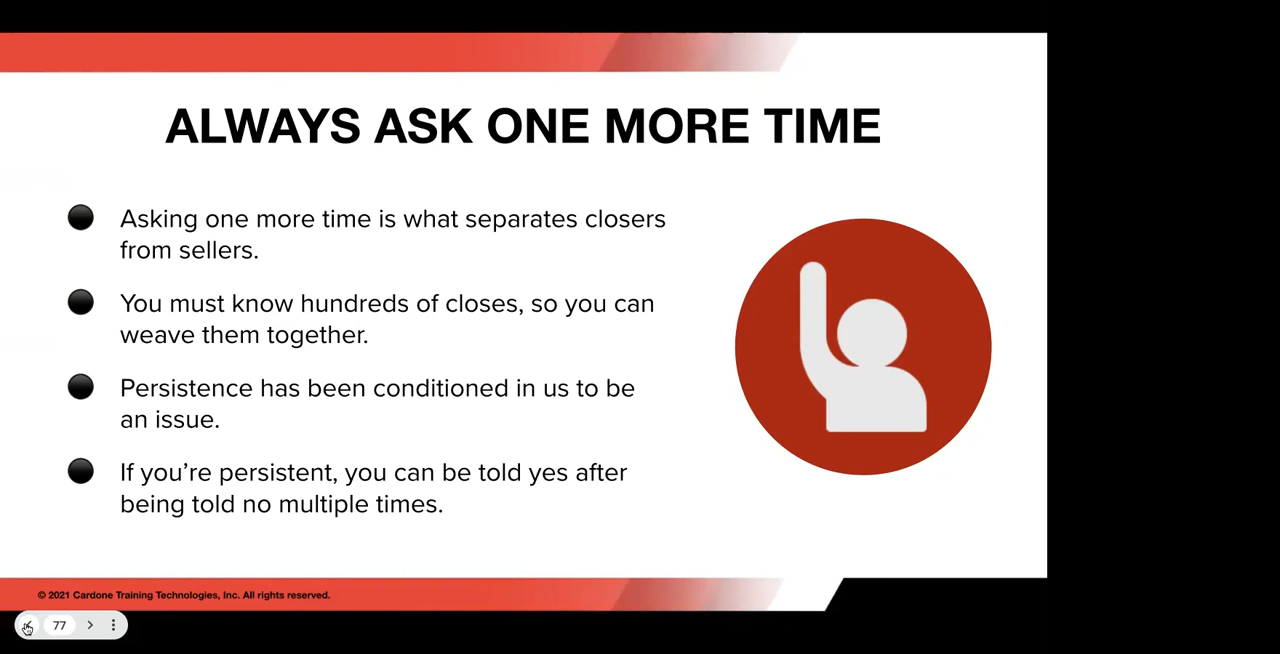 ALWAYS ASK ONE MORE TIME
Asking one more time is what separates closers
from sellers.
You must know hundreds of closes, so you can
weave them together.
Persistence has been conditioned in us to be
an issue.
If you’re persistent, you can be told yes after
being told no multiple times.
© 2021 Cardone Training Technologies, Inc. All rights reserved.
77